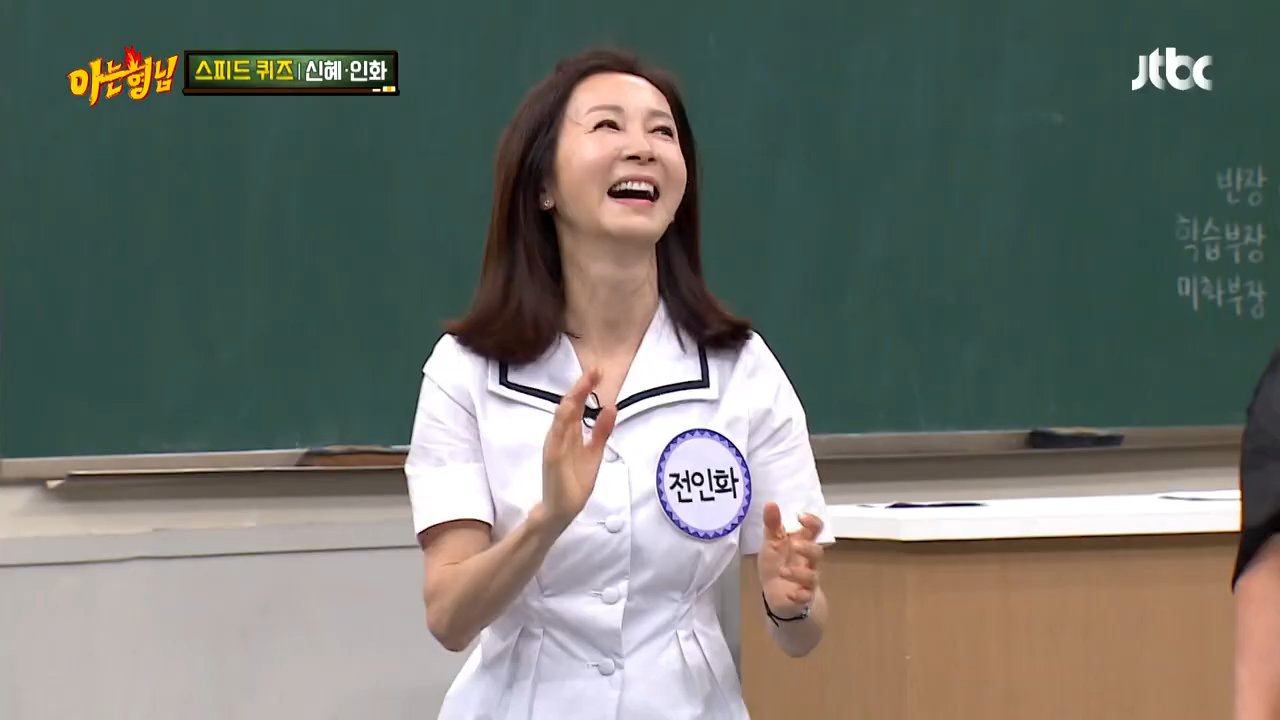 아는형님
스피드 퀴즈 | 신혜·인화
jtbc
반장
학습부장
미화부장
전인화